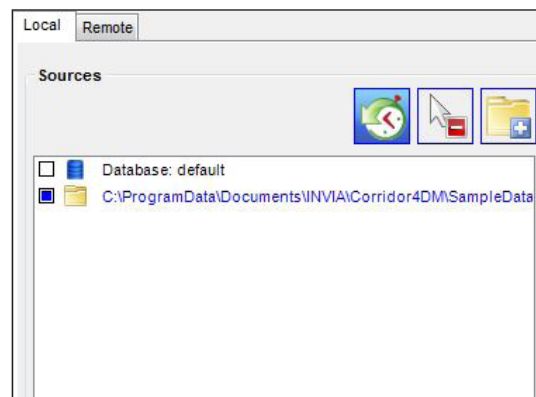 Local Remote
Sources
Database: default
C:\ProgramData\Documents\INVIA\Corridor4DM\SampleData